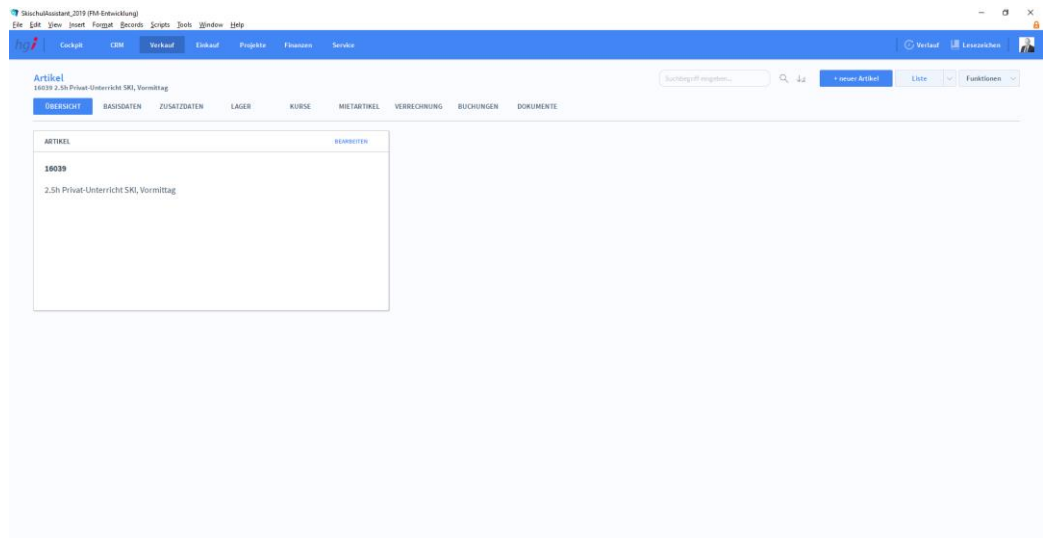 SkischulAssistant_2019 (FM-Entwicklung)
File Edit View Insert Format Records Scripts Tools Window Help
hgi Cockpit CRM Verkauf Einkauf Projekte Finanzen Service Verlauf Lesezeichen
Artikel
16039 2.5h Privat-Unterricht SKI, Vormittag
Suchbegriff eingeben... + neuer Artikel Liste Funktionen
ÜBERSICHT BASISDATEN ZUSATZDATEN LAGER KURSE MIETARTIKEL VERRECHNUNG BUCHUNGEN DOKUMENTE
ARTIKEL BEARBEITEN
16039
2.5h Privat-Unterricht SKI, Vormittag